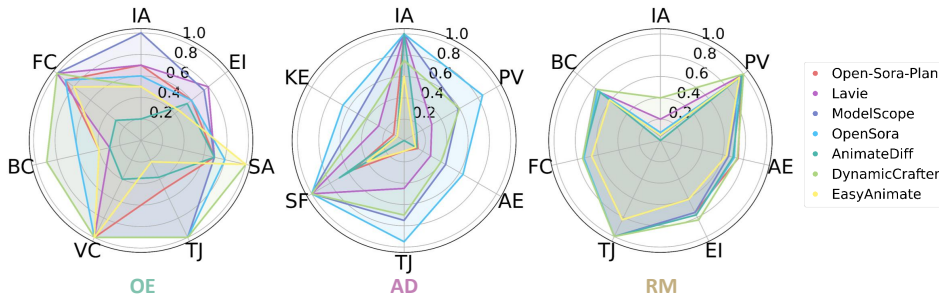 IA
EI
SA
TJ
VC
BC
FC
1.0
0.8
0.6
0.4
0.2
OE
IA
PV
AE
TJ
SF
KE
1.0
0.8
0.6
0.4
0.2
AD
IA
PV
AE
EI
TJ
FC
BC
1.0
0.8
0.6
0.4
0.2
RM
Open-Sora-Plan
Lavie
ModelScope
OpenSora
AnimateDiff
DynamicCrafter
EasyAnimate